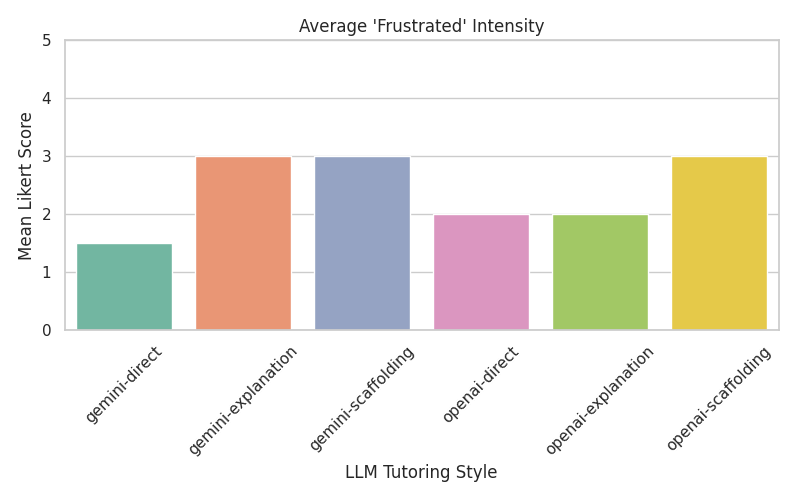 Average 'Frustrated' Intensity
Mean Likert Score
5
4
3
2
1
0
gemini-direct
gemini-explanation
gemini-scaffolding
openai-direct
openai-explanation
openai-scaffolding
LLM Tutoring Style